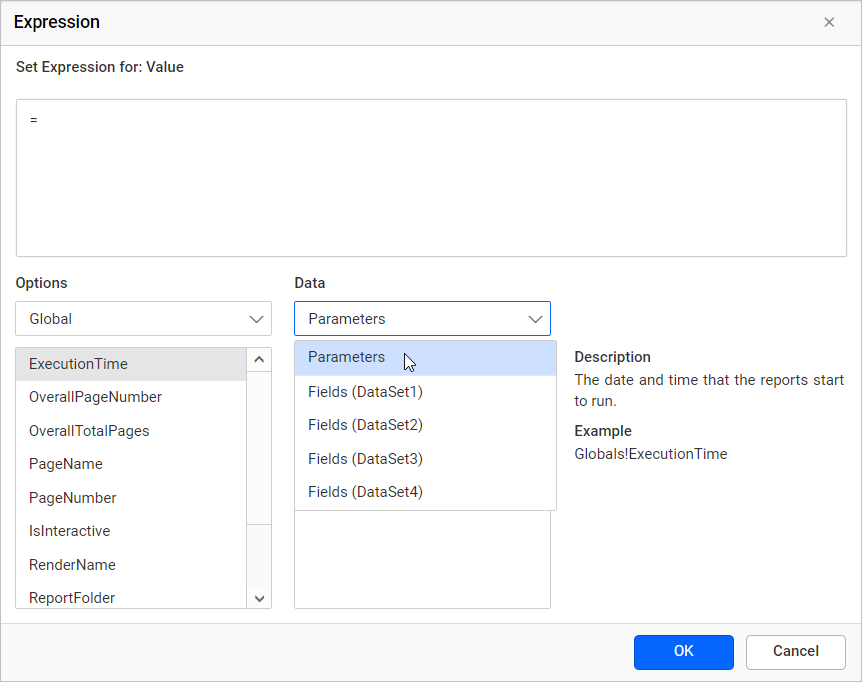 Expression
Set Expression for: Value
=
Options
Data
Global
Parameters
ExecutionTime
OverallPageNumber
OverallTotalPages
PageName
PageNumber
IsInteractive
RenderName
ReportFolder
Parameters
Fields (DataSet1)
Fields (DataSet2)
Fields (DataSet3)
Fields (DataSet4)
Description
The date and time that the reports start
to run.
Example
Globals!ExecutionTime
OK
Cancel